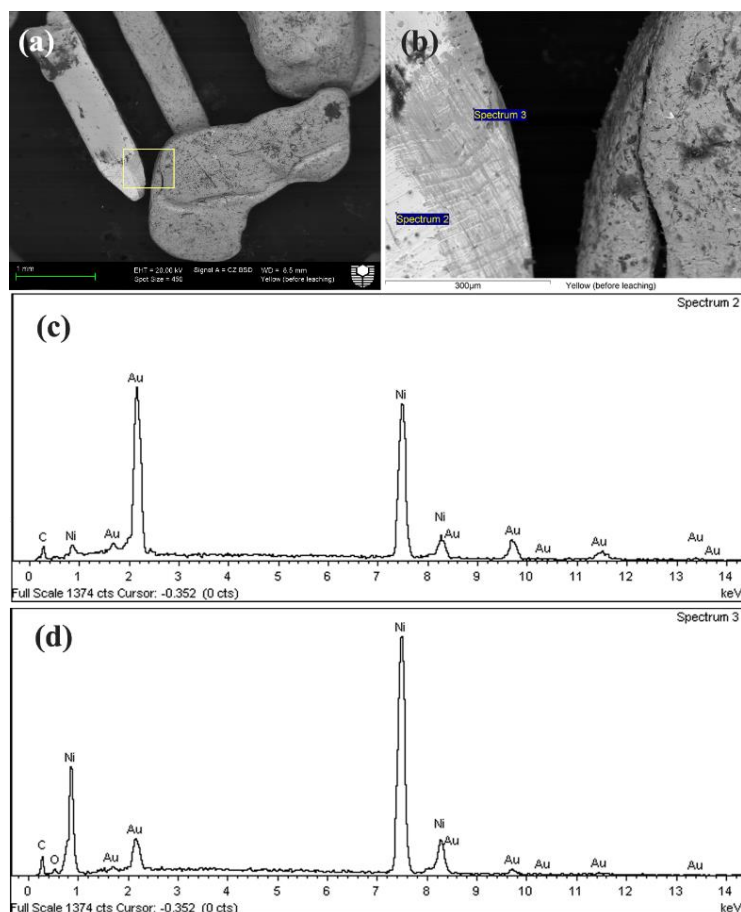 (a)
1 mm
EHT = 20.00 kV
Signal A = CZ BSD
WD = 8.5 mm
Spot Size = 450
Yellow (before leaching)
(b)
Spectrum 3
Spectrum 2
300µm
Yellow (before leaching)
Spectrum 2
(c)
Au
Ni
C
Ni
Au
Ni
Au
Au
Au
Au
Au
Au
0 1 2 3 4 5 6 7 8 9 10 11 12 13 14
Full Scale 1374 cts Cursor: -0.352 (0 cts)
keV
Spectrum 3
(d)
Ni
Ni
C
O
Au
Au
Ni
Au
Au
Au
Au
Au
0 1 2 3 4 5 6 7 8 9 10 11 12 13 14
Full Scale 1374 cts Cursor: -0.352 (0 cts)
keV